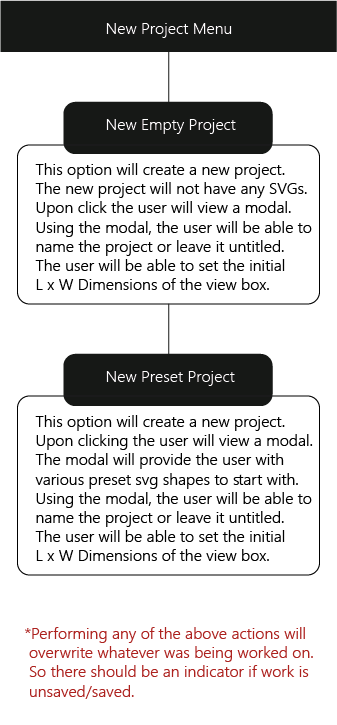 New Project Menu
New Empty Project
This option will create a new project.
The new project will not have any SVGs.
Upon click the user will view a modal.
Using the modal, the user will be able to
name the project or leave it untitled.
The user will be able to set the initial
L x W Dimensions of the view box.
New Preset Project
This option will create a new project.
Upon clicking the user will view a modal.
The modal will provide the user with
various preset svg shapes to start with.
Using the modal, the user will be able to
name the project or leave it untitled.
The user will be able to set the initial
L x W Dimensions of the view box.
*Performing any of the above actions will
overwrite whatever was being worked on.
So there should be an indicator if work is
unsaved/saved.